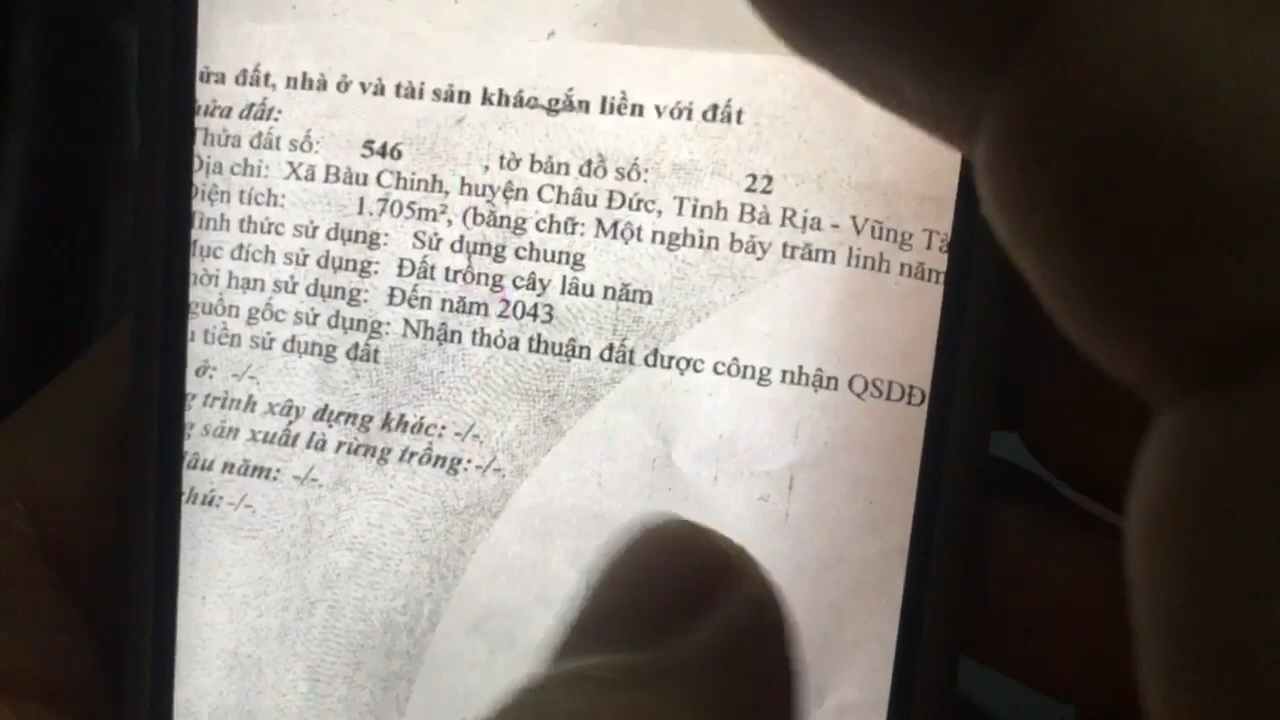 ửa đất, nhà ở và tài sản khác gắn liền với đất
hửa đất:
Thửa đất số: 546 , tờ bản đồ số: 22
Địa chỉ: Xã Bàu Chinh, huyện Châu Đức, Tỉnh Bà Rịa - Vũng Tà
Diện tích: 1.705m², (bằng chữ: Một nghìn bảy trăm linh năm
Hình thức sử dụng: Sử dụng chung
Mục đích sử dụng: Đất trồng cây lâu năm
hời hạn sử dụng: Đến năm 2043
guồn gốc sử dụng: Nhận thỏa thuận đất được công nhận QSDĐ
u tiền sử dụng đất
ở: -/-.
g trình xây dựng khác: -/-.
g sản xuất là rừng trồng: -/-.
lâu năm: -/-.
chú: -/-.